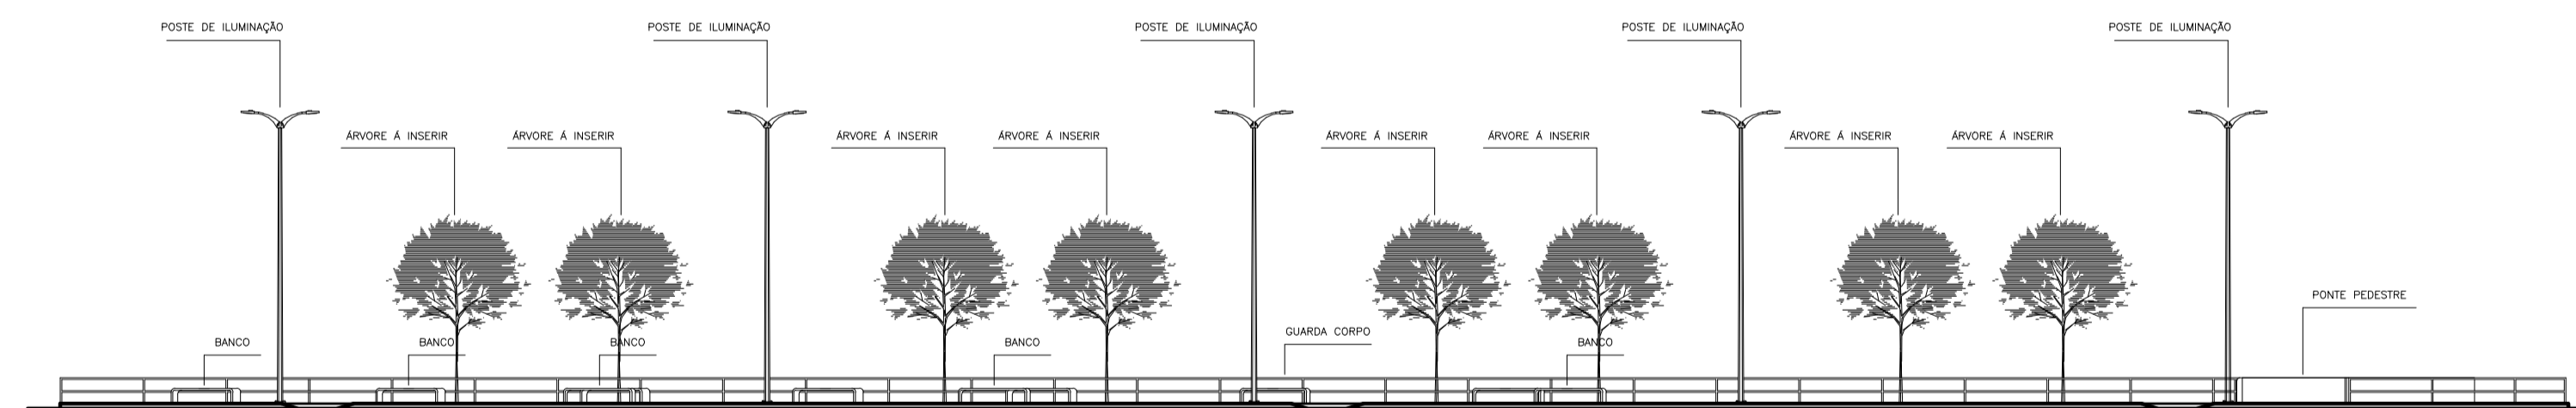 POSTE DE ILUMINAÇÃO
POSTE DE ILUMINAÇÃO
POSTE DE ILUMINAÇÃO
POSTE DE ILUMINAÇÃO
POSTE DE ILUMINAÇÃO
ÁRVORE Á INSERIR
ÁRVORE Á INSERIR
ÁRVORE Á INSERIR
ÁRVORE Á INSERIR
ÁRVORE Á INSERIR
ÁRVORE Á INSERIR
ÁRVORE Á INSERIR
ÁRVORE Á INSERIR
PONTE PEDESTRE
GUARDA CORPO
BANCO
BANCO
BANCO
BANCO
BANCO